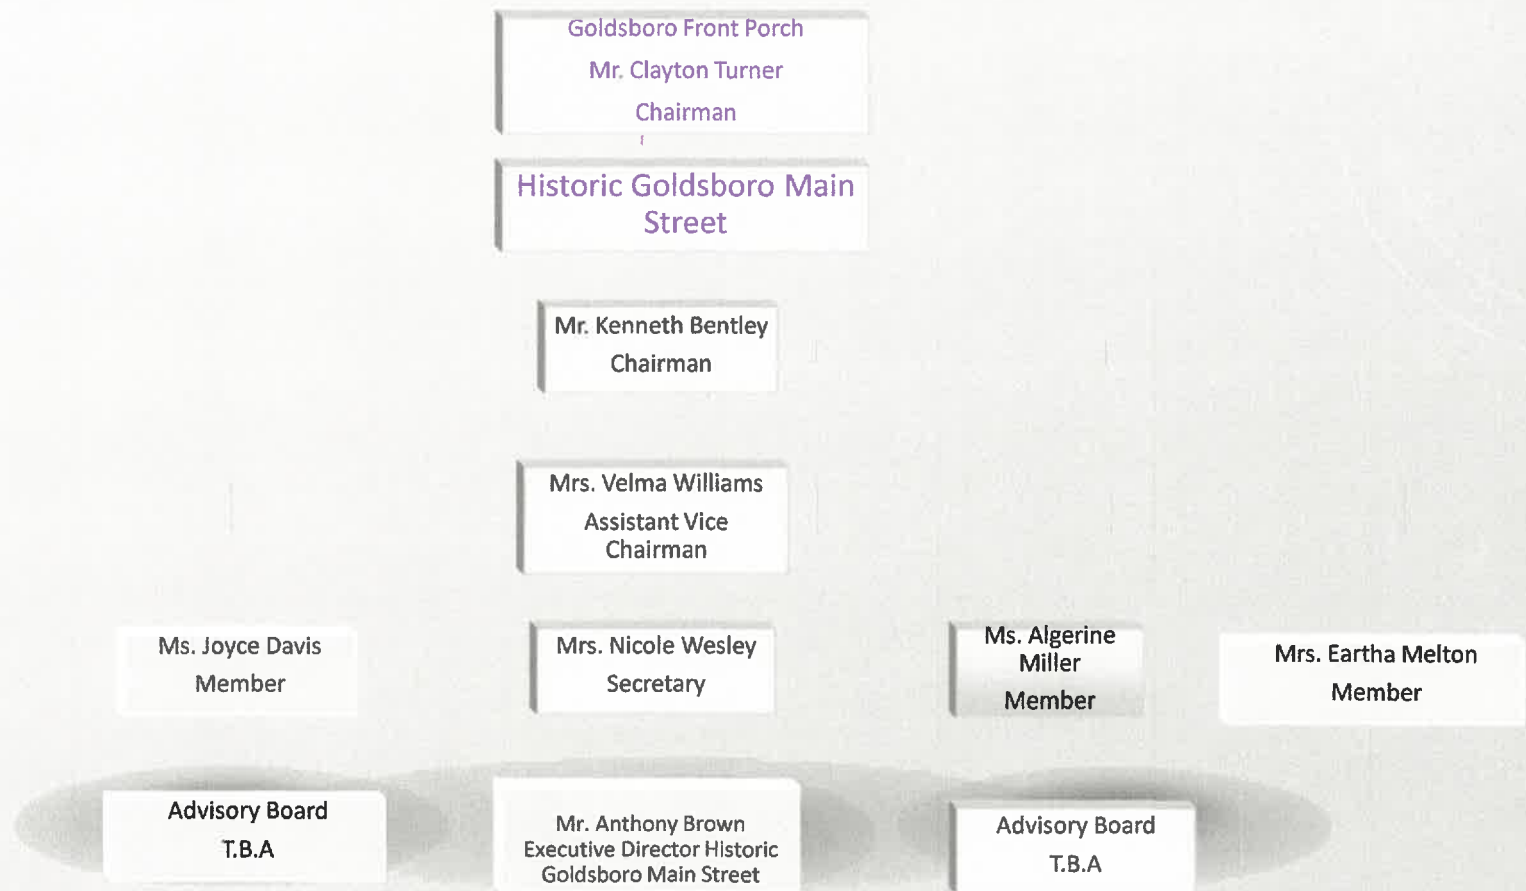 Goldsboro Front Porch
Mr. Clayton Turner
Chairman
Historic Goldsboro Main
Street
Mr. Kenneth Bentley
Chairman
Mrs. Velma Williams
Assistant Vice
Chairman
Ms. Joyce Davis
Member
Mrs. Nicole Wesley
Secretary
Ms. Algerine
Miller
Member
Mrs. Eartha Melton
Member
Advisory Board
T.B.A
Mr. Anthony Brown
Executive Director Historic
Goldsboro Main Street
Advisory Board
T.B.A